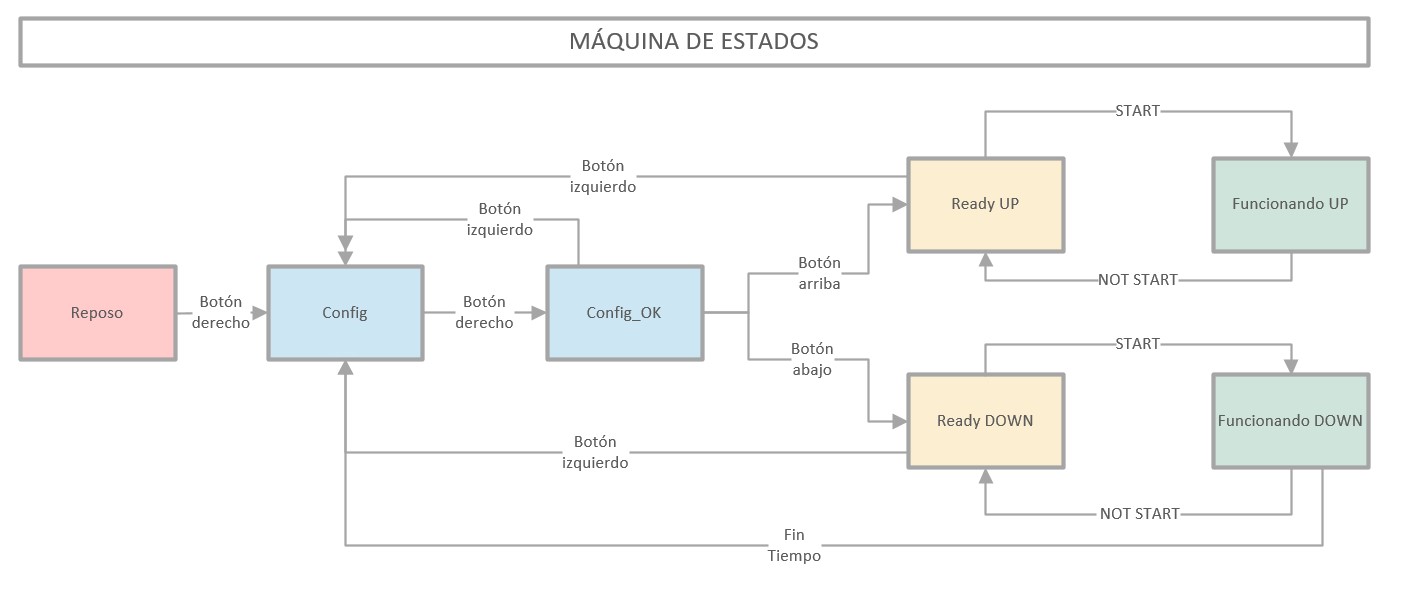 MÁQUINA DE ESTADOS
START
Botón
izquierdo
Ready UP
Funcionando UP
Botón
izquierdo
Botón
arriba
NOT START
Reposo
Botón
derecho
Config
Botón
derecho
Config_OK
START
Botón
abajo
Ready DOWN
Funcionando DOWN
Botón
izquierdo
NOT START
Fin
Tiempo